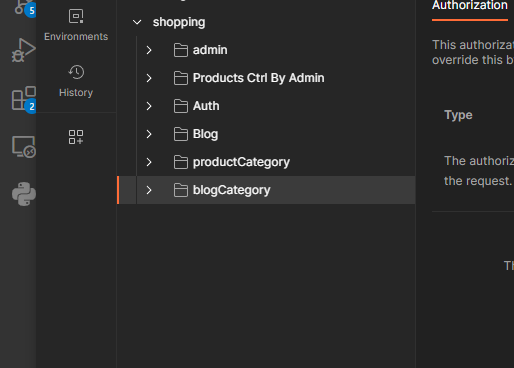 5
Environments
History
2
shopping
admin
Products Ctrl By Admin
Auth
Blog
productCategory
blogCategory
Authorization
This authorizat
override this b
Type
The authoriz
the request.
Th